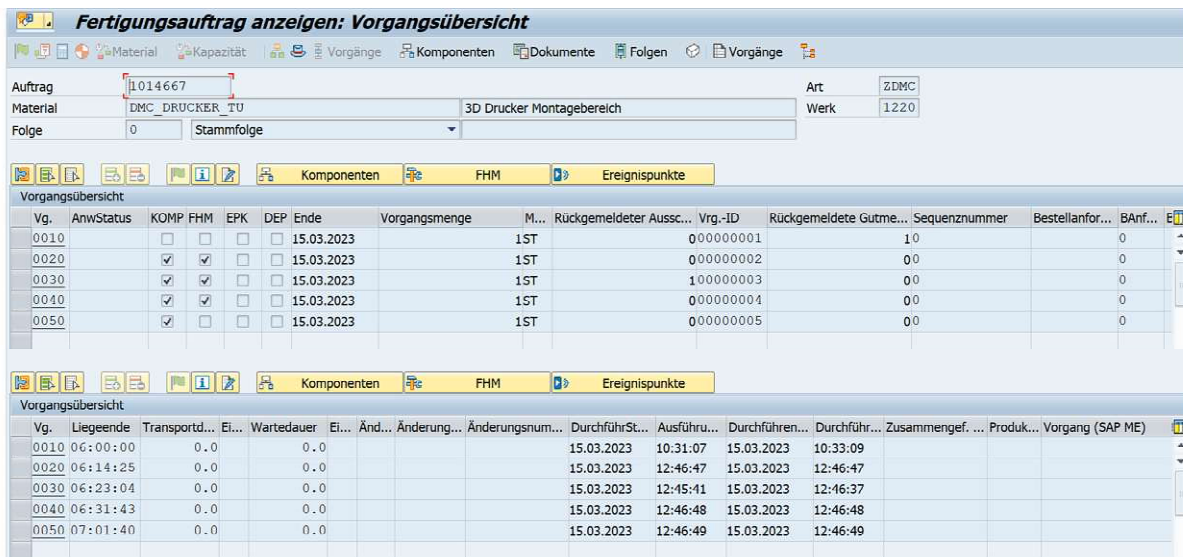 Fertigungsauftrag anzeigen: Vorgangsübersicht
Material Kapazität Vorgänge Komponenten Dokumente Folgen Vorgänge
Auftrag 1014667 Art ZDMC
Material DMC_DRUCKER_TU 3D Drucker Montagebereich Werk 1220
Folge 0 Stammfolge
Komponenten FHM Ereignispunkte
Vorgangsübersicht
Vg. AnwStatus KOMP FHM EPK DEP Ende Vorgangsmenge M... Rückgemeldeter Aussc... Vrg.-ID Rückgemeldete Gutme... Sequenznummer Bestellanfor... BAnf... E
0010 15.03.2023 1 ST 0 00000001 1 0 0
0020 15.03.2023 1 ST 0 00000002 0 0 0
0030 15.03.2023 1 ST 1 00000003 0 0 0
0040 15.03.2023 1 ST 0 00000004 0 0 0
0050 15.03.2023 1 ST 0 00000005 0 0 0
Komponenten FHM Ereignispunkte
Vorgangsübersicht
Vg. Liegeende Transportd... Ei... Wartedauer Ei... Änd... Änderung... Änderungsnum... DurchführSt... Ausführu... Durchführen... Durchführ... Zusammengef. ... Produk... Vorgang (SAP ME)
0010 06:00:00 0.0 0.0 15.03.2023 10:31:07 15.03.2023 10:33:09
0020 06:14:25 0.0 0.0 15.03.2023 12:46:47 15.03.2023 12:46:47
0030 06:23:04 0.0 0.0 15.03.2023 12:45:41 15.03.2023 12:46:37
0040 06:31:43 0.0 0.0 15.03.2023 12:46:48 15.03.2023 12:46:48
0050 07:01:40 0.0 0.0 15.03.2023 12:46:49 15.03.2023 12:46:49